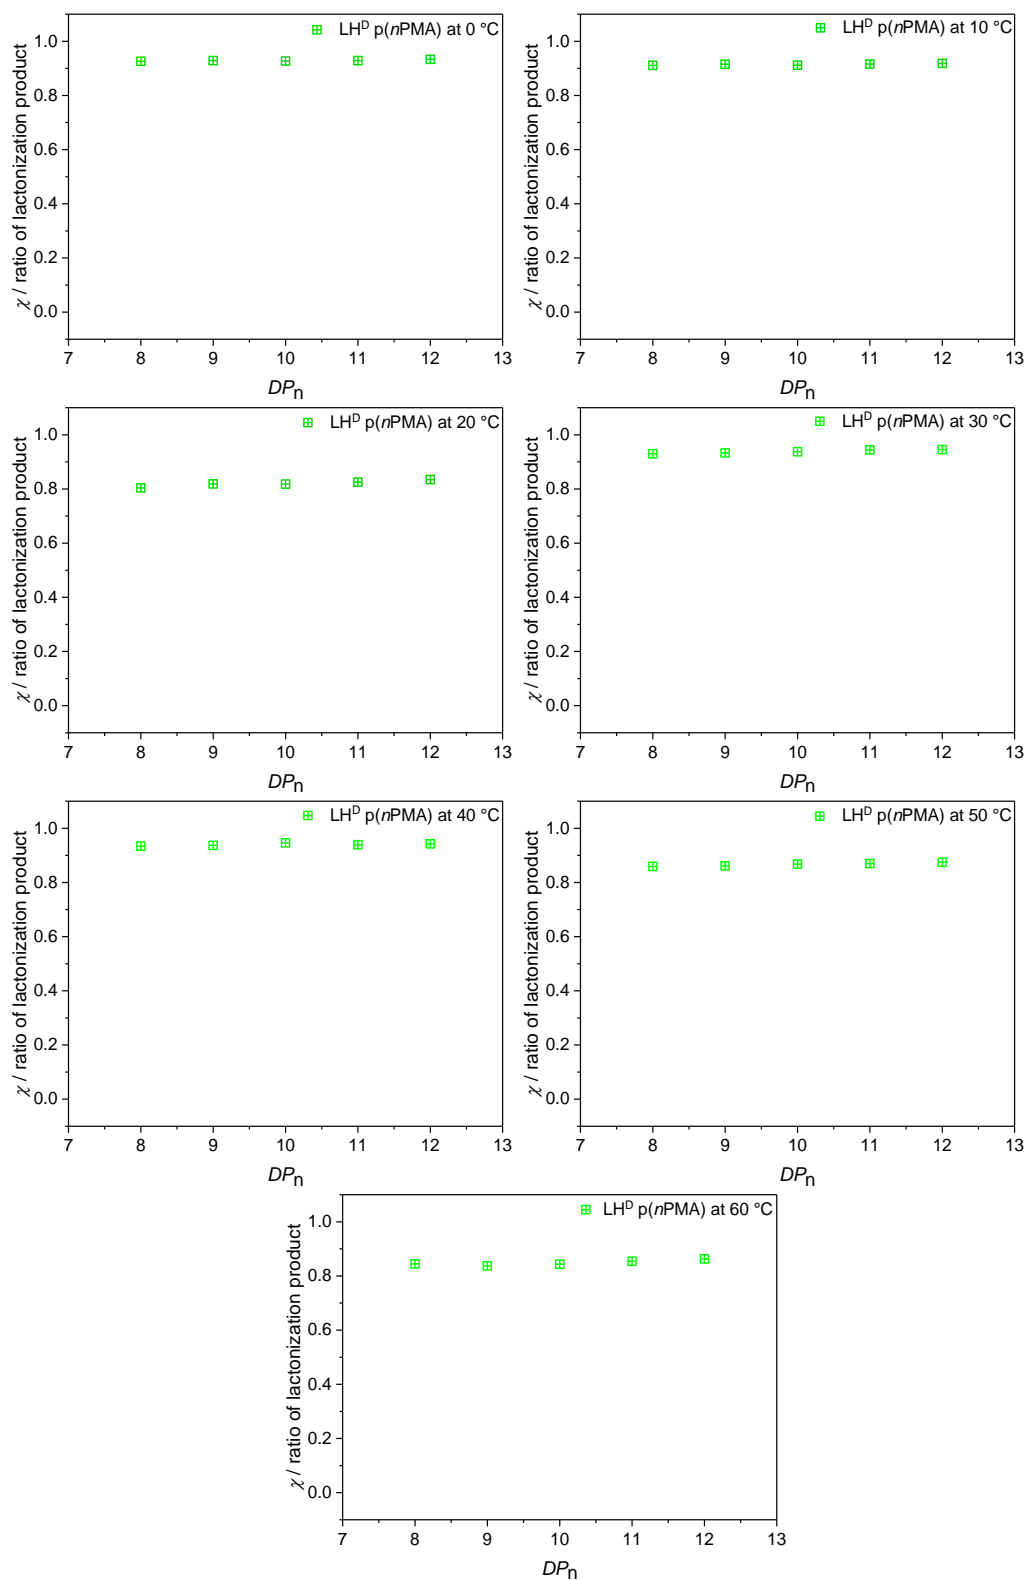 LHᴰ p(nPMA) at 0 °C
1.0
0.8
0.6
0.4
0.2
0.0
χ / ratio of lactonization product
7 8 9 10 11 12 13
DPn
LHᴰ p(nPMA) at 10 °C
1.0
0.8
0.6
0.4
0.2
0.0
χ / ratio of lactonization product
7 8 9 10 11 12 13
DPn
LHᴰ p(nPMA) at 20 °C
1.0
0.8
0.6
0.4
0.2
0.0
χ / ratio of lactonization product
7 8 9 10 11 12 13
DPn
LHᴰ p(nPMA) at 30 °C
1.0
0.8
0.6
0.4
0.2
0.0
χ / ratio of lactonization product
7 8 9 10 11 12 13
DPn
LHᴰ p(nPMA) at 40 °C
1.0
0.8
0.6
0.4
0.2
0.0
χ / ratio of lactonization product
7 8 9 10 11 12 13
DPn
LHᴰ p(nPMA) at 50 °C
1.0
0.8
0.6
0.4
0.2
0.0
χ / ratio of lactonization product
7 8 9 10 11 12 13
DPn
LHᴰ p(nPMA) at 60 °C
1.0
0.8
0.6
0.4
0.2
0.0
χ / ratio of lactonization product
7 8 9 10 11 12 13
DPn